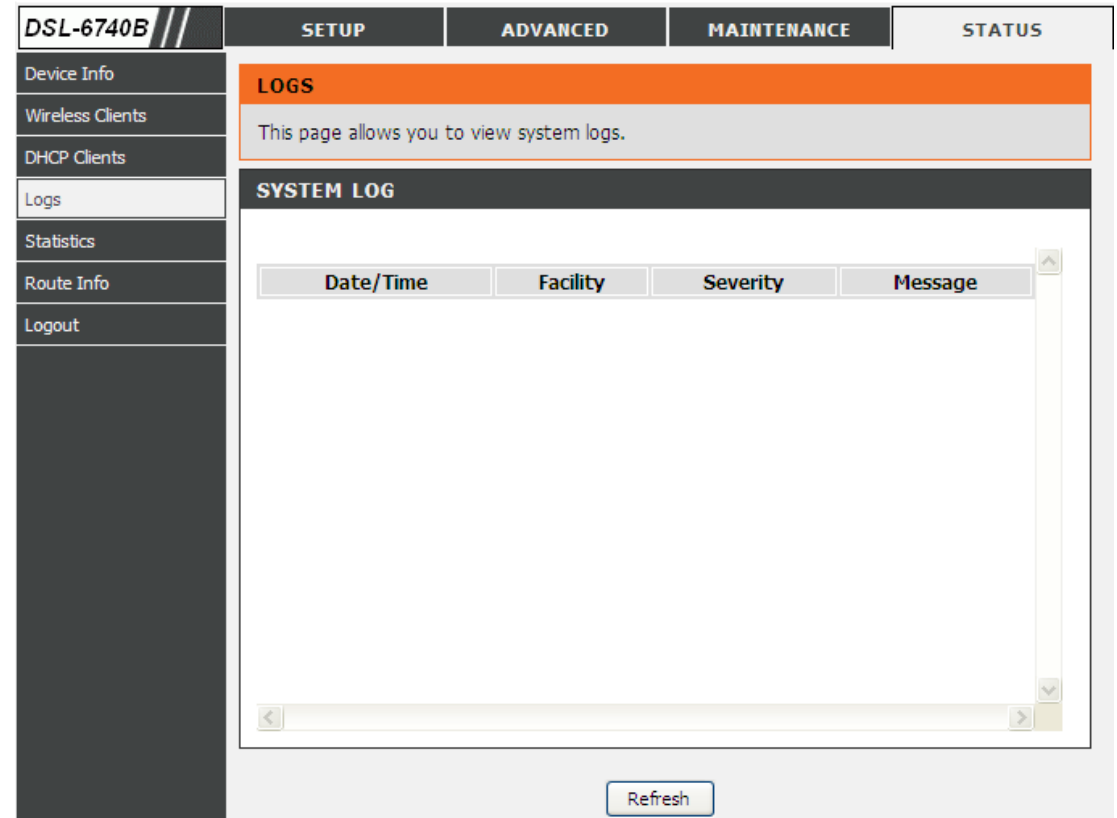 DSL-6740B
SETUP
ADVANCED
MAINTENANCE
STATUS
Device Info
Wireless Clients
DHCP Clients
Logs
Statistics
Route Info
Logout
LOGS
This page allows you to view system logs.
SYSTEM LOG
Date/Time Facility Severity Message
Refresh